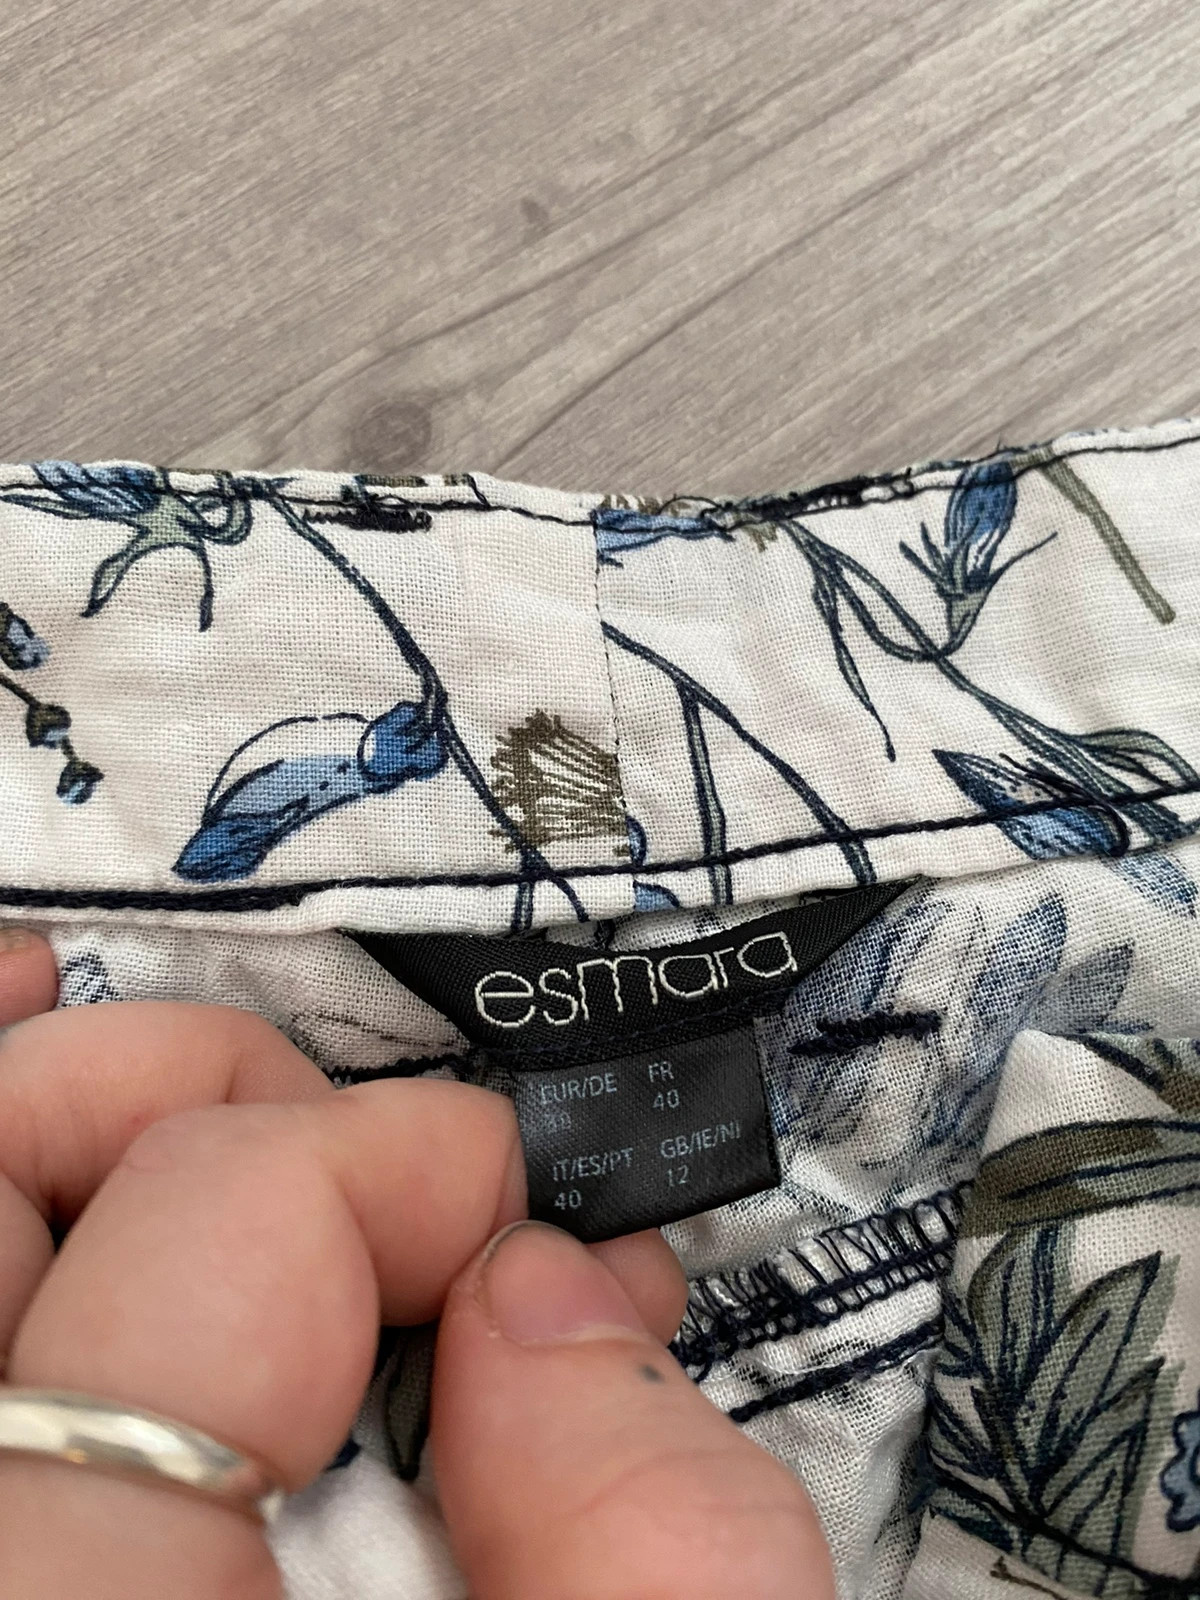 esmara
EUR/DE FR
40
IT/ES/PT GB/IE/NI
40 12